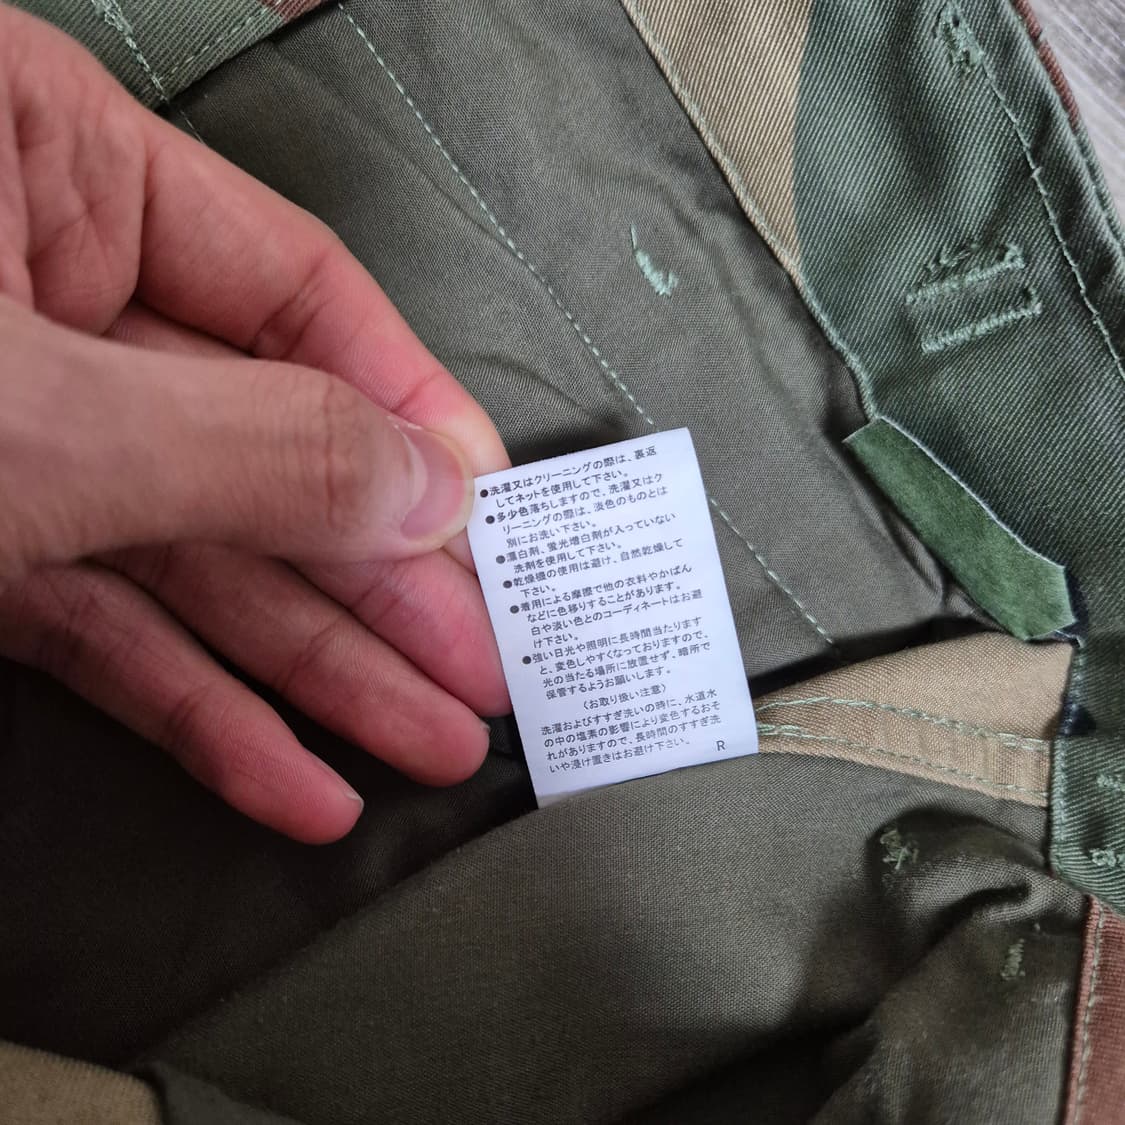 ●洗濯又はクリーニングの際は、裏返
してネットを使用して下さい。
●多少色落ちしますので、洗濯又はク
リーニングの際は、淡色のものとは
別にお洗い下さい。
●漂白剤、蛍光増白剤が入っていない
洗剤を使用して下さい。
●乾燥機の使用は避け、自然乾燥して
下さい。
●着用による摩擦で他の衣料やかばん
などに色移りすることがあります。
白や淡い色とのコーディネートはお避
け下さい。
●強い日光や照明に長時間当たります
と、変色しやすくなっておりますので、
光の当たる場所に放置せず、暗所で
保管するようお願いします。
〈お取り扱い注意〉
洗濯およびすすぎ洗いの時に、水道水
の中の塩素の影響により変色するおそ
れがありますので、長時間のすすぎ洗
いや浸け置きはお避け下さい。
R